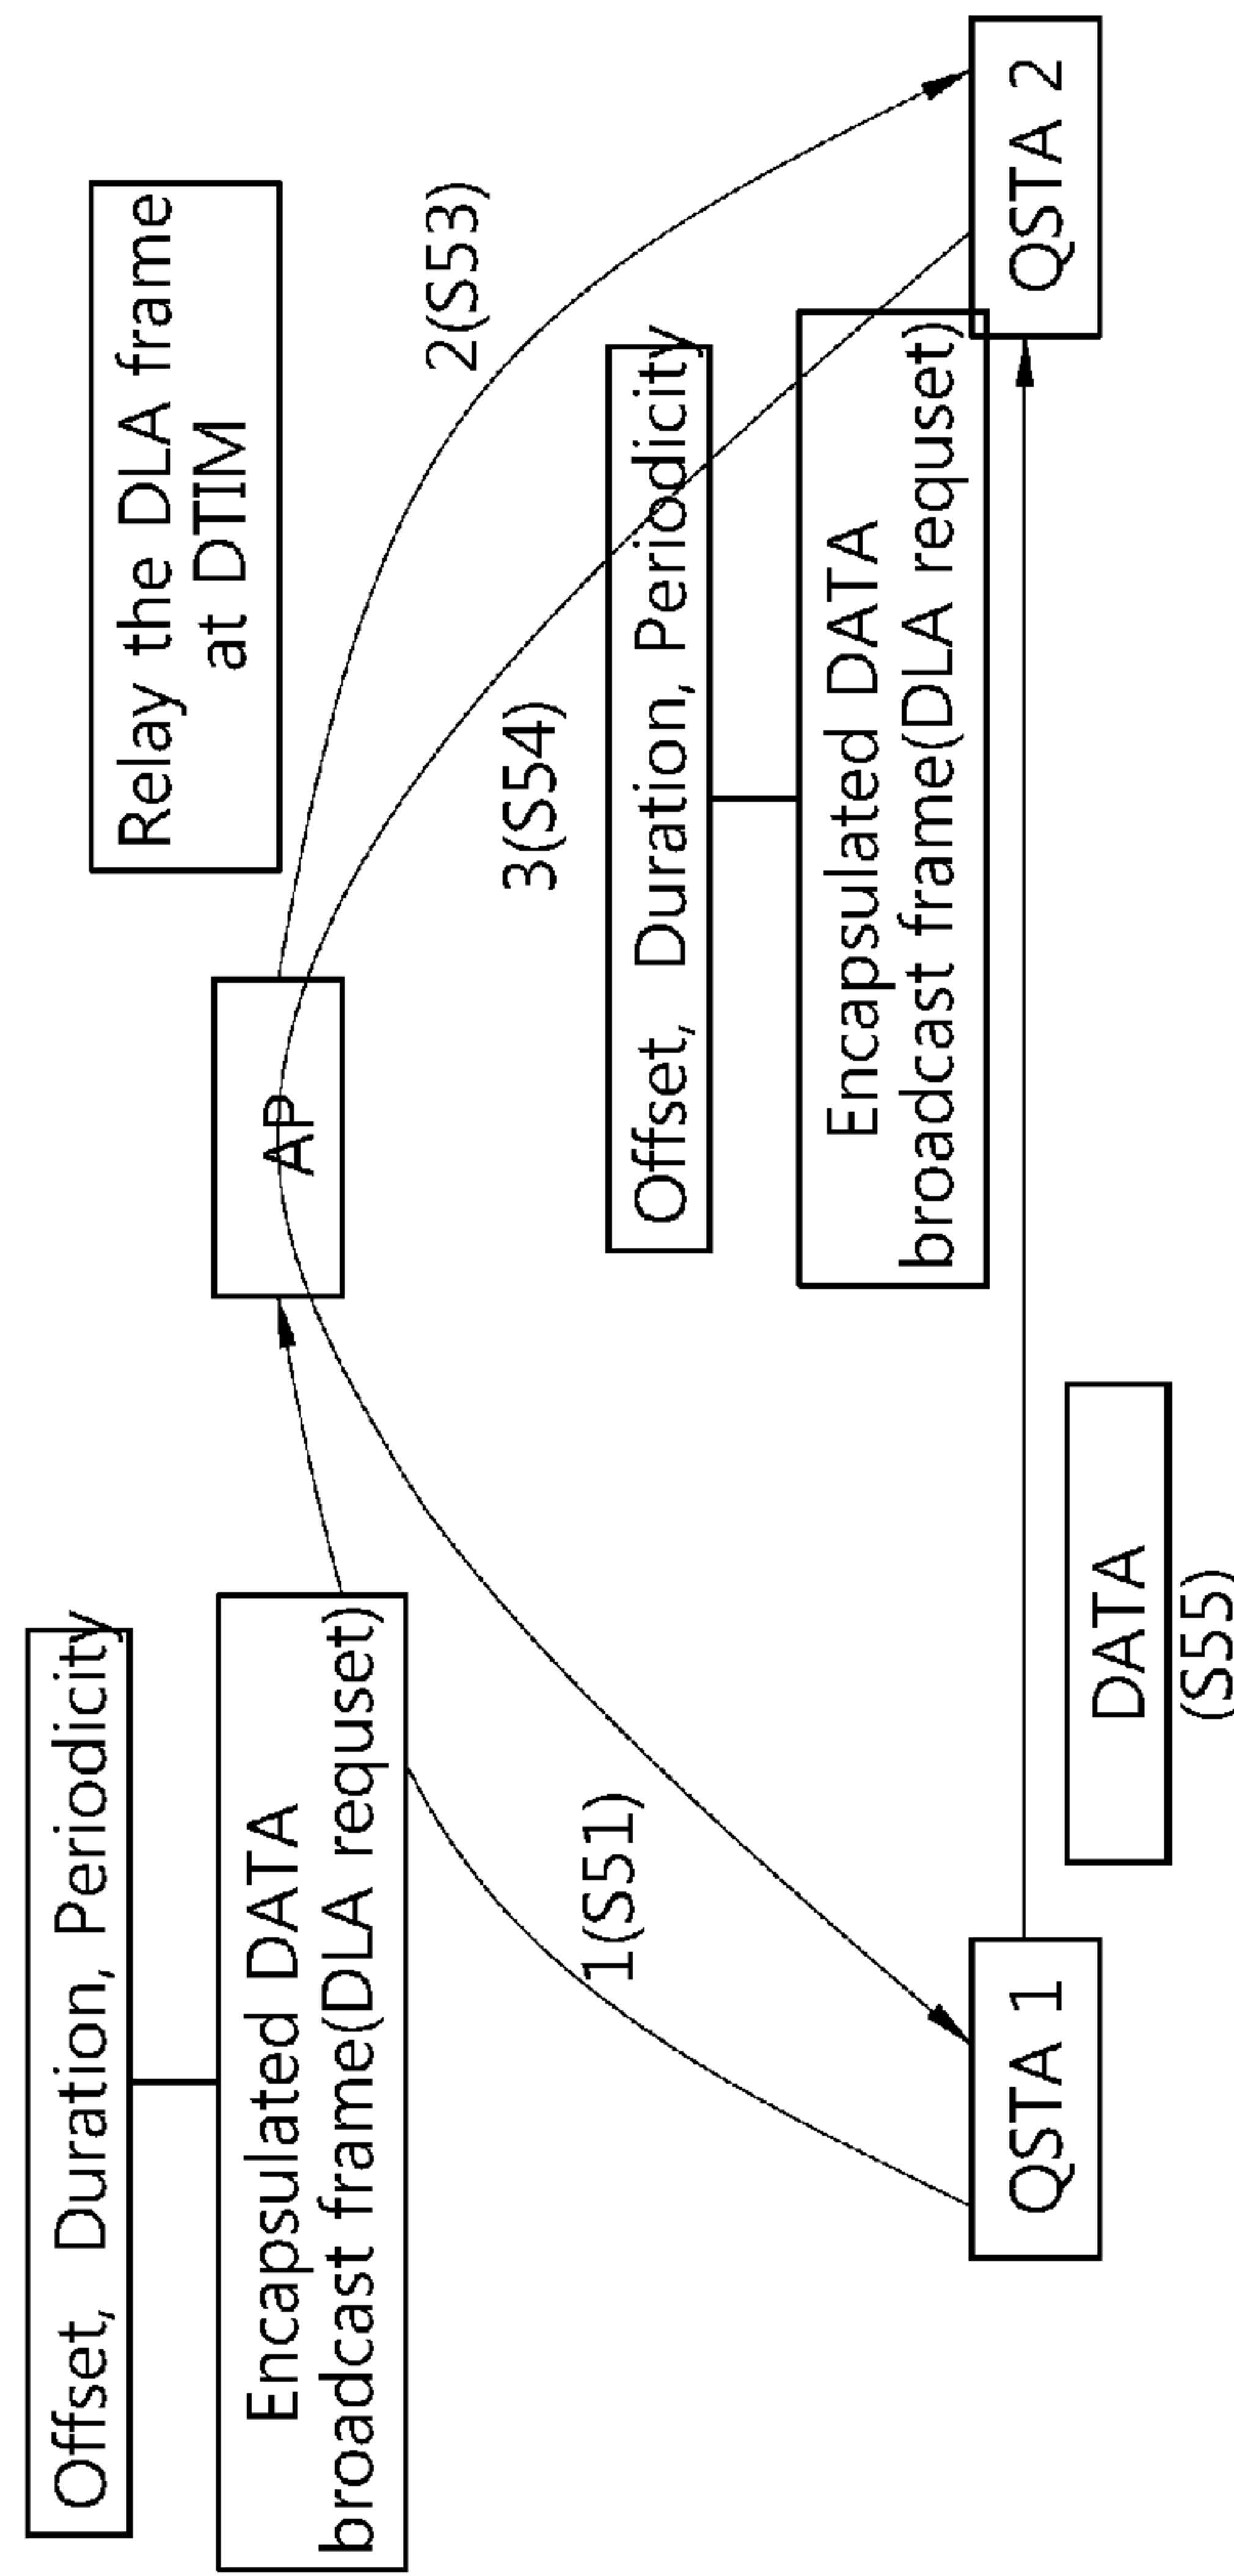 Offset, Duration, Periodicity
Encapsulated DATA
broadcast frame(DLA requset)
Relay the DLA frame
at DTIM
AP
2(S53)
3(S54)
1(S51)
Offset, Duration, Periodicity
Encapsulated DATA
broadcast frame(DLA requset)
QSTA 1
QSTA 2
DATA
(S55)